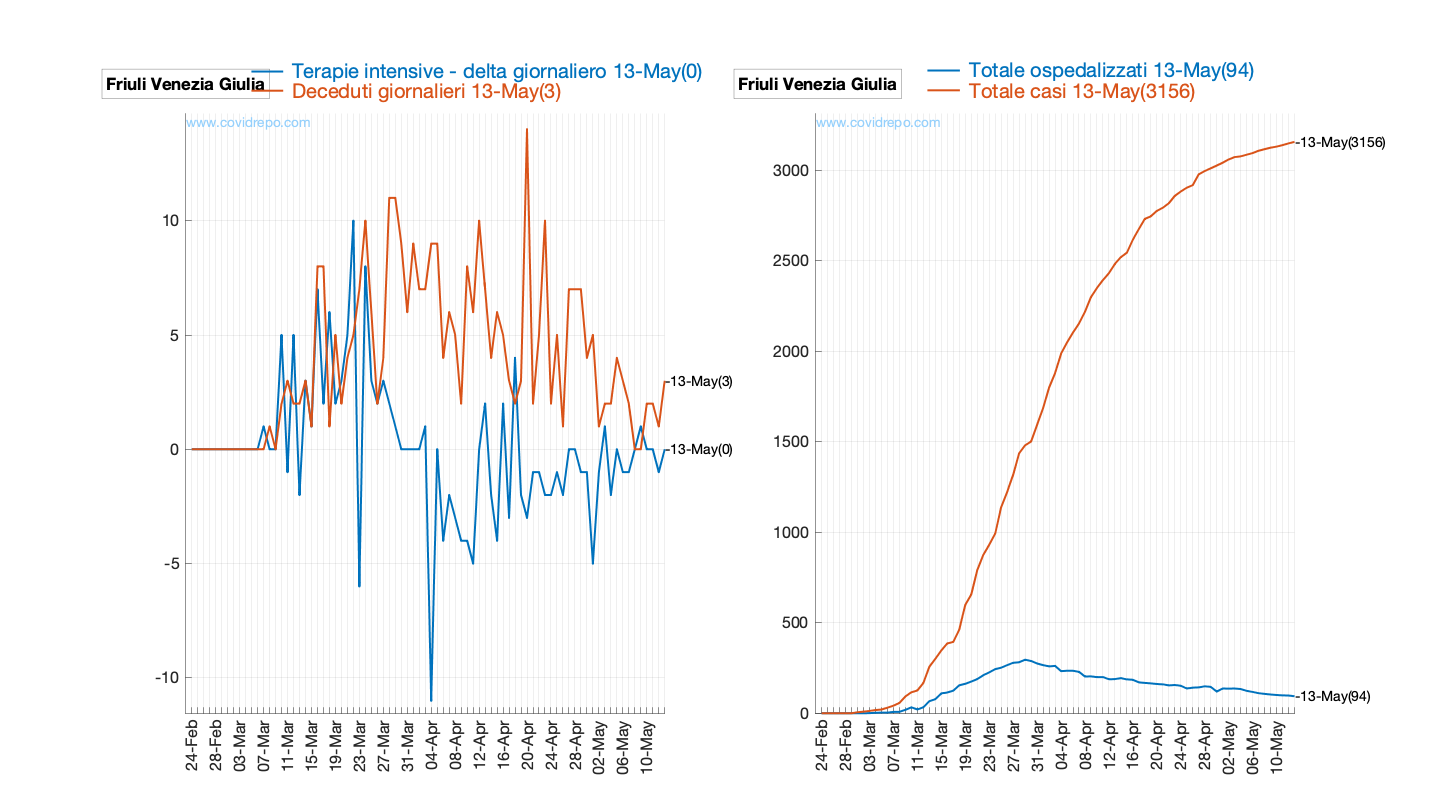 Friuli Venezia Giulia
Terapie intensive - delta giornaliero 13-May(0)
Deceduti giornalieri 13-May(3)
www.covidrepo.com
10
5
0
-5
-10
13-May(3)
13-May(0)
24-Feb
28-Feb
03-Mar
07-Mar
11-Mar
15-Mar
19-Mar
23-Mar
27-Mar
31-Mar
04-Apr
08-Apr
12-Apr
16-Apr
20-Apr
24-Apr
28-Apr
02-May
06-May
10-May
Friuli Venezia Giulia
Totale ospedalizzati 13-May(94)
Totale casi 13-May(3156)
www.covidrepo.com
3000
2500
2000
1500
1000
500
0
13-May(3156)
13-May(94)
24-Feb
28-Feb
03-Mar
07-Mar
11-Mar
15-Mar
19-Mar
23-Mar
27-Mar
31-Mar
04-Apr
08-Apr
12-Apr
16-Apr
20-Apr
24-Apr
28-Apr
02-May
06-May
10-May